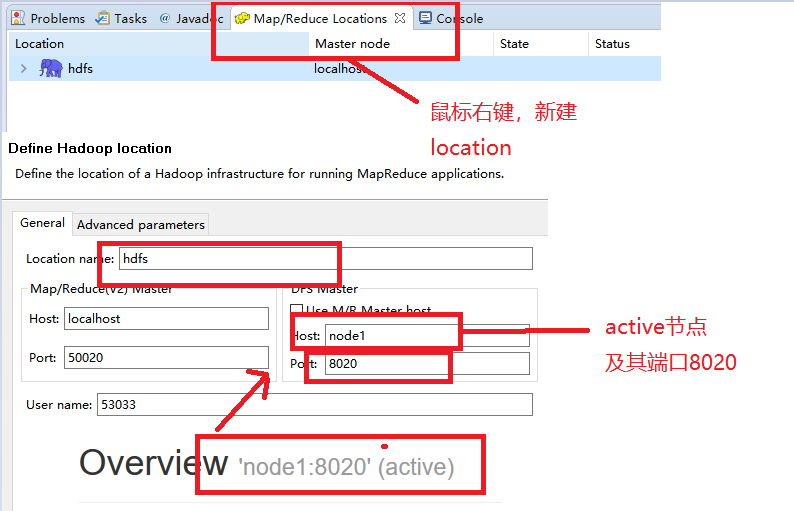 Problems Tasks @ Javadoc Map/Reduce Locations Console
Location Master node State Status
hdfs localhost
鼠标右键，新建
location
Define Hadoop location
Define the location of a Hadoop infrastructure for running MapReduce applications.
General Advanced parameters
Location name: hdfs
Map/Reduce(V2) Master DFS Master
Use M/R Master host
Host: localhost Host: node1
Port: 50020 Port: 8020
active节点
及其端口8020
User name: 53033
Overview 'node1:8020' (active)